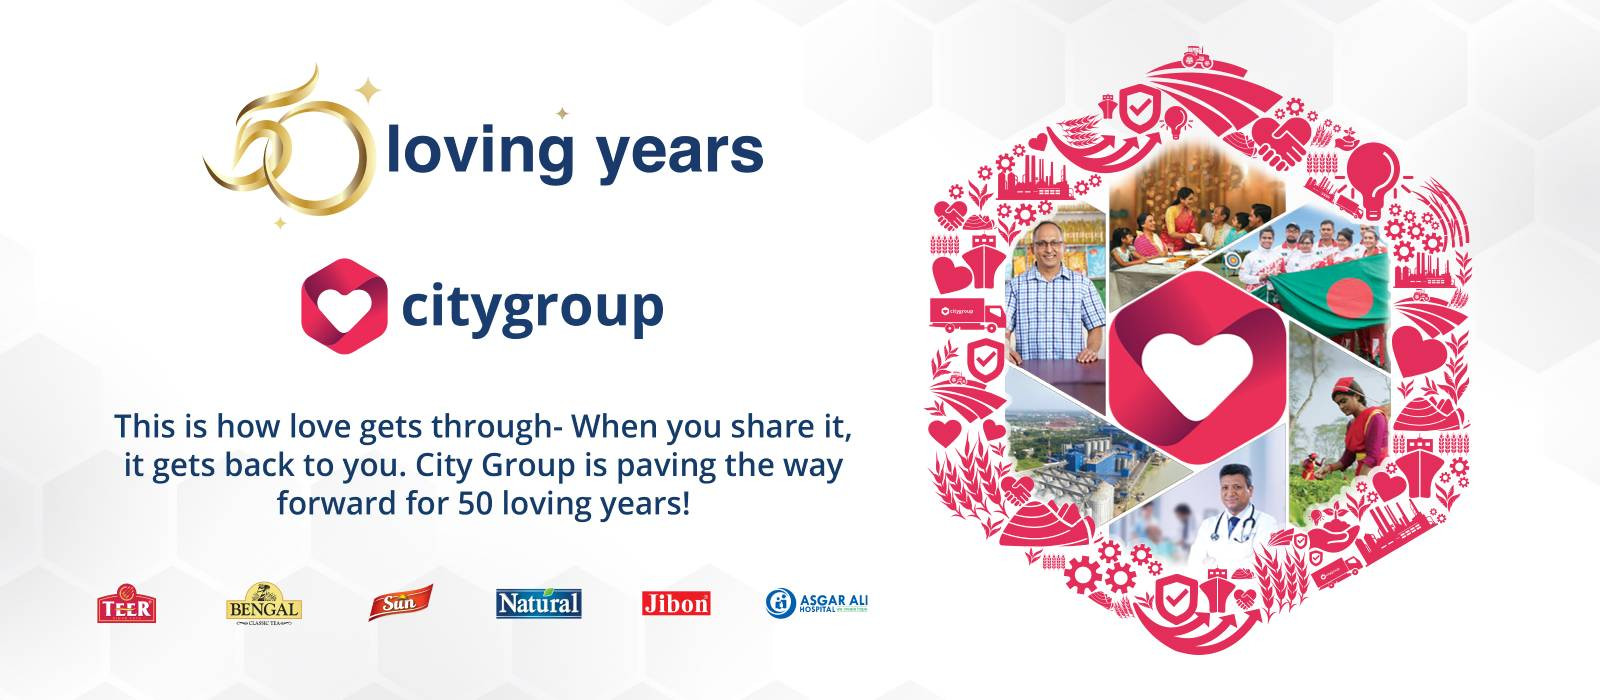 50 loving years
citygroup
This is how love gets through- When you share it,
it gets back to you. City Group is paving the way
forward for 50 loving years!
TEER
BENGAL
CLASSIC TEA
Sun
Natural
Jibon
ASGAR ALI
HOSPITAL
citygroup